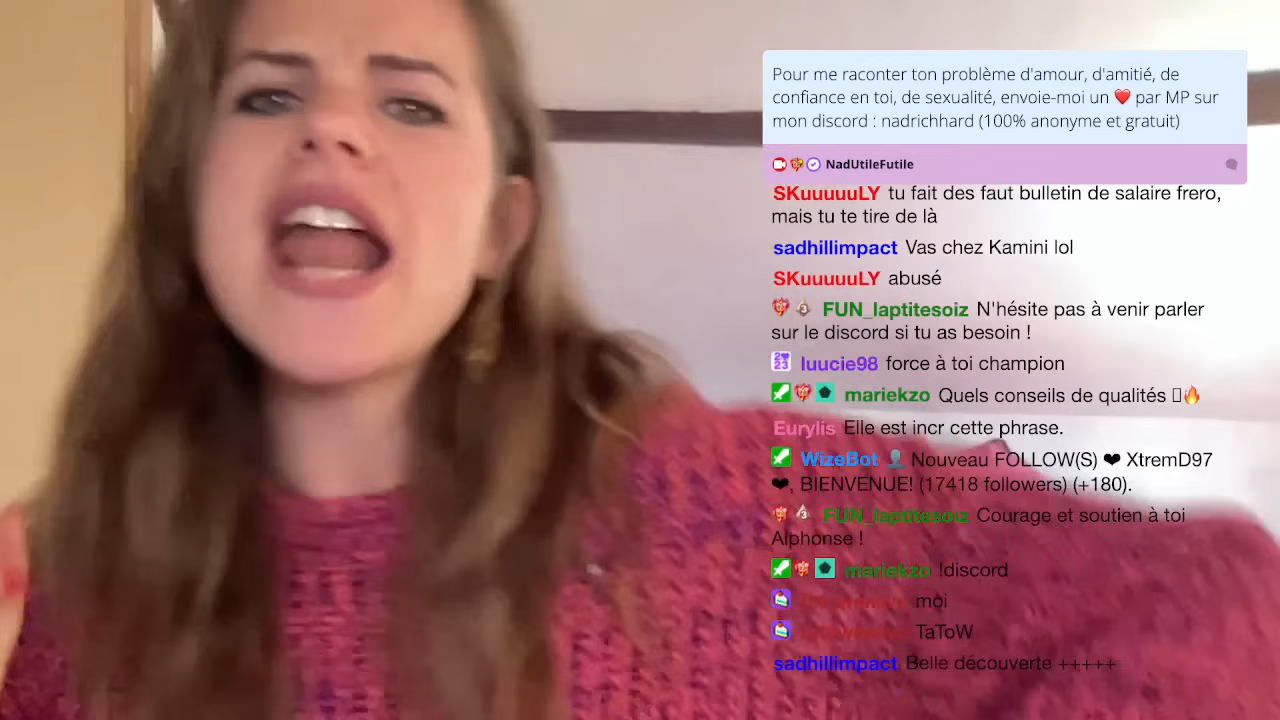 Pour me raconter ton problème d'amour, d'amitié, de
confiance en toi, de sexualité, envoie-moi un ❤️ par MP sur
mon discord : nadrichhard (100% anonyme et gratuit)
NadUtileFutile
SKuuuuuLY tu fait des faut bulletin de salaire frero,
mais tu te tire de là
sadhillimpact Vas chez Kamini lol
SKuuuuuLY abusé
FUN_laptitesoiz N'hésite pas à venir parler
sur le discord si tu as besoin !
luucie98 force à toi champion
mariekzo Quels conseils de qualités 🔥
Eurylis Elle est incr cette phrase.
WizeBot 👤 Nouveau FOLLOW(S) ❤ XtremD97
❤, BIENVENUE! (17418 followers) (+180).
FUN_laptitesoiz Courage et soutien à toi
Alphonse !
mariekzo !discord
moi
TaToW
sadhillimpact Belle découverte +++++